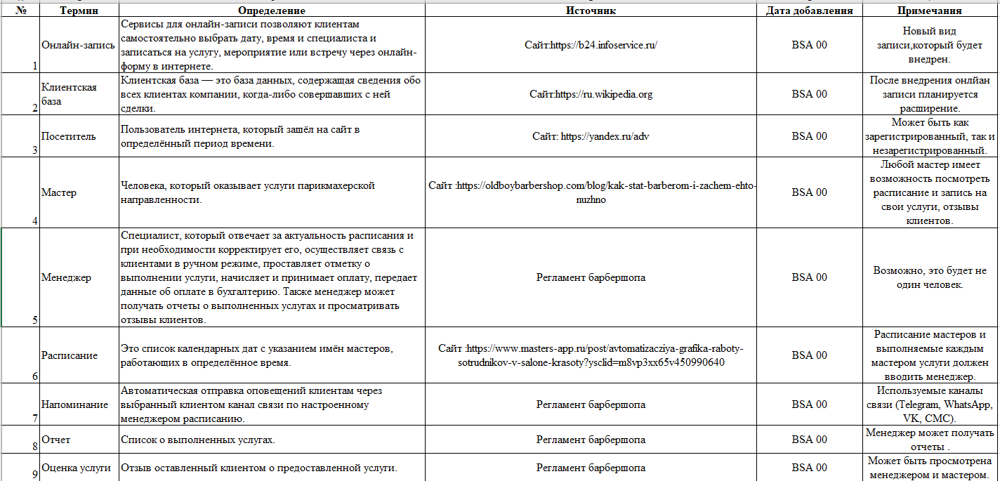 № Термин Определение Источник Дата добавления Примечания
1 Онлайн-запись
Сервисы для онлайн-записи позволяют клиентам
самостоятельно выбрать дату, время и специалиста и
записаться на услугу, мероприятие или встречу через онлайн-
форму в интернете.
Сайт:https://b24.infoservice.ru/
BSA 00
Новый вид
записи,который будет
внедрен.
2 Клиентская
база
Клиентская база — это база данных, содержащая сведения обо
всех клиентах компании, когда-либо совершавших с ней
сделки.
Сайт:https://ru.wikipedia.org
BSA 00
После внедрения онлйан
записи планируется
расширение.
3 Посетитель
Пользователь интернета, который зашёл на сайт в
определённый период времени.
Сайт: https://yandex.ru/adv
BSA 00
Может быть как
зарегистрированный, так и
незарегистрированный.
4 Мастер
Человека, который оказывает услуги парикмахерской
направленности.
Сайт :https://oldboybarbershop.com/blog/kak-stat-barberom-i-zachem-ehto-
nuzhno
BSA 00
Любой мастер имеет
возможность посмотреть
расписание и запись на
свои услуги, отзывы
клиентов.
5 Менеджер
Специалист, который отвечает за актуальность расписания и
при необходимости корректирует его, осуществляет связь с
клиентами в ручном режиме, проставляет отметку о
выполнении услуги, начисляет и принимает оплату, передает
данные об оплате в бухгалтерию. Также менеджер может
получать отчеты о выполненных услугах и просматривать
отзывы клиентов.
Регламент барбершопа
BSA 00
Возможно, это будет не
один человек.
6 Расписание
Это список календарных дат с указанием имён мастеров,
работающих в определённое время.
Сайт :https://www.masters-app.ru/post/avtomatizacziya-grafika-raboty-
sotrudnikov-v-salone-krasoty?ysclid=m8vp3xx65v450990640
BSA 00
Расписание мастеров и
выполняемые каждым
мастером услуги должен
вводить менеджер.
7 Напоминание
Автоматическая отправка оповещений клиентам через
выбранный клиентом канал связи по настроенному
менеджером расписанию.
Регламент барбершопа
BSA 00
Используемые каналы
связи (Telegram, WhatsApp,
VK, СМС).
8 Отчет
Список о выполненных услугах.
Регламент барбершопа
BSA 00
Менеджер может получать
отчеты .
9 Оценка услуги
Отзыв оставленный клиентом о предоставленной услуги.
Регламент барбершопа
BSA 00
Может быть просмотрена
менеджером и мастером.